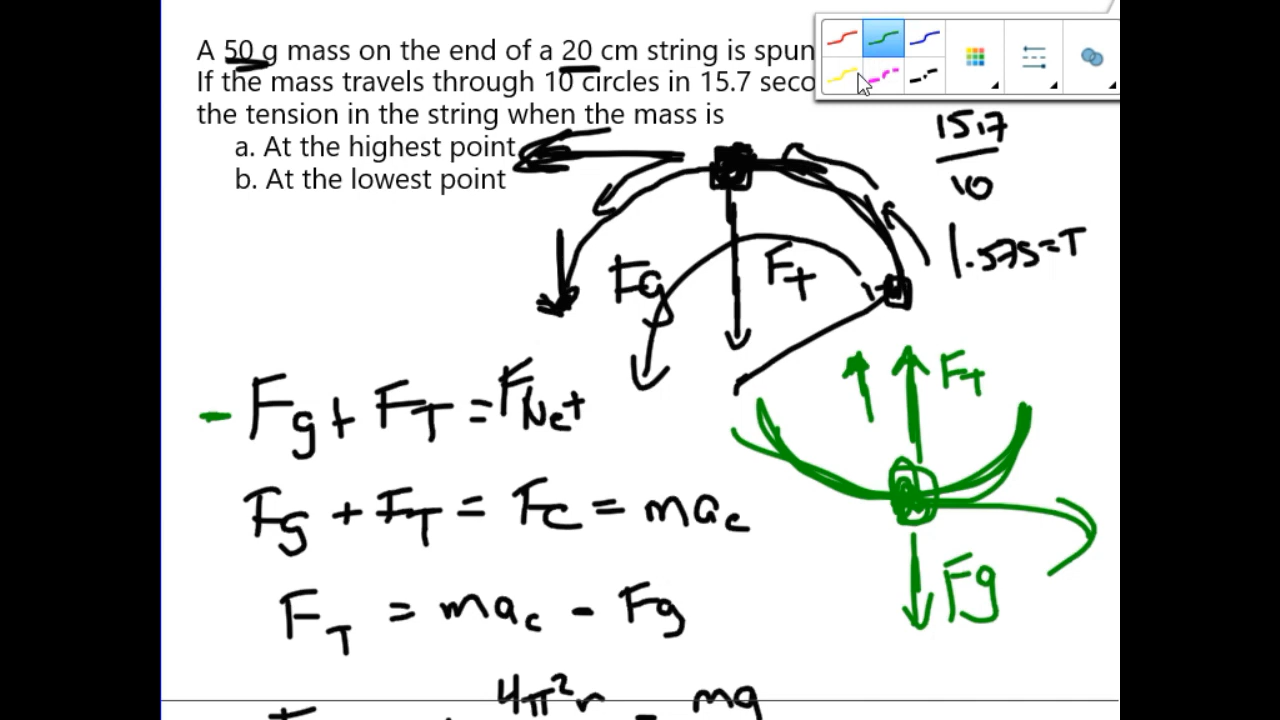 A 50 g mass on the end of a 20 cm string is spun
If the mass travels through 10 circles in 15.7 seco
the tension in the string when the mass is
a. At the highest point
b. At the lowest point
15.7
10
1.57s=T
Fg
FT
FT
- Fg + FT = FNet
Fg + FT = Fc = mac
Fg
FT = mac - Fg
4π²r - mg